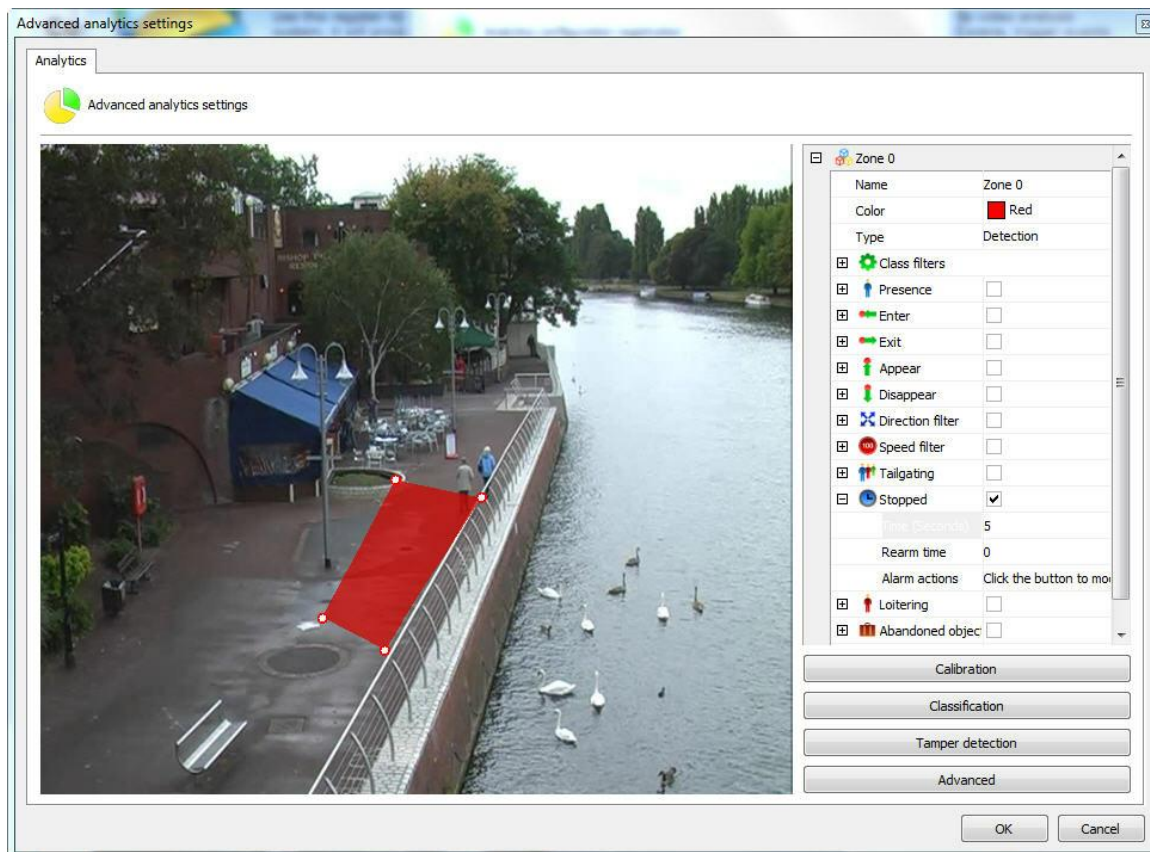 Advanced analytics settings
Analytics
Advanced analytics settings
Zone 0
Name Zone 0
Color Red
Type Detection
Class filters
Presence
Enter
Exit
Appear
Disappear
Direction filter
100 Speed filter
Tailgating
Stopped
Time (Seconds) 5
Rearm time 0
Alarm actions Click the button to mo
Loitering
Abandoned objec
Calibration
Classification
Tamper detection
Advanced
OK Cancel